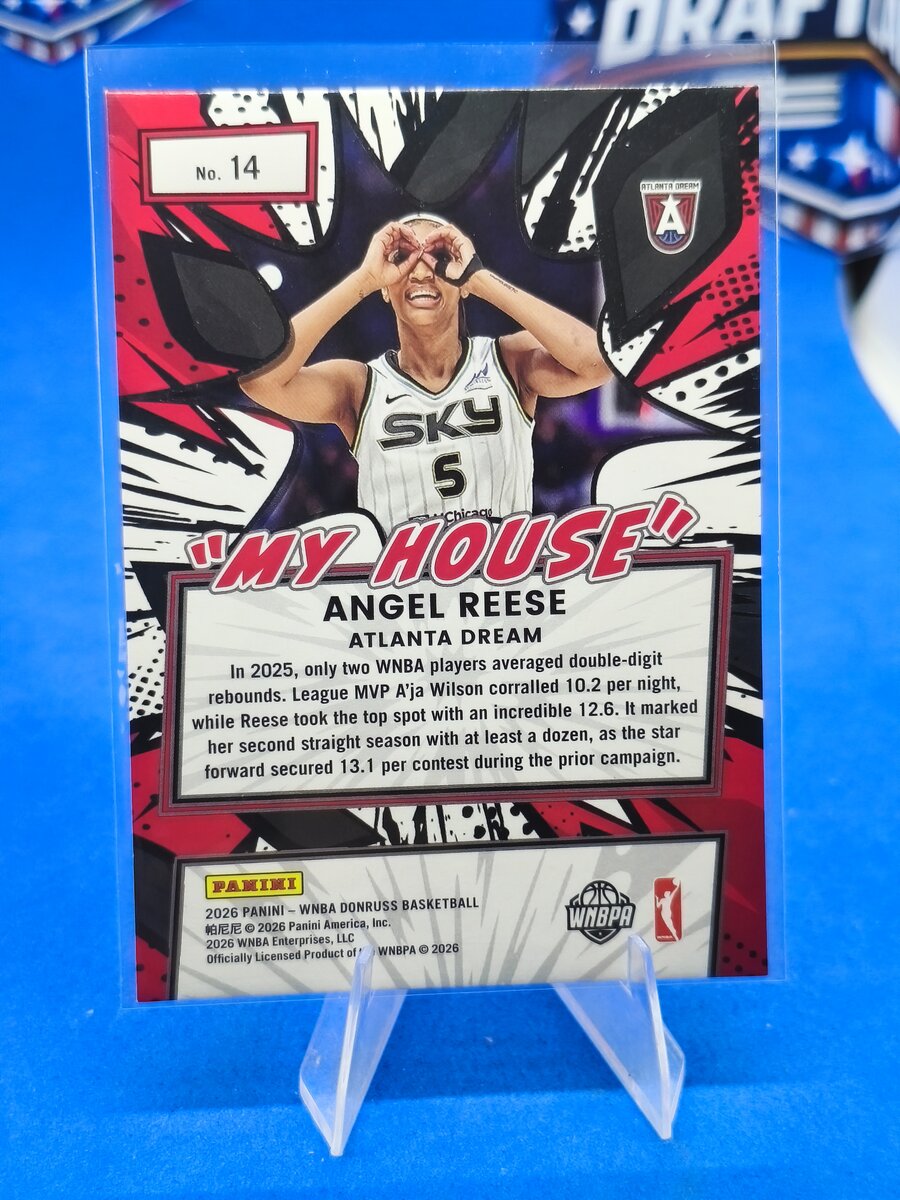 DRAFT
No. 14
ATLANTA DREAM
A
SKY
5
Chicago
"MY HOUSE"
ANGEL REESE
ATLANTA DREAM
In 2025, only two WNBA players averaged double-digit
rebounds. League MVP A'ja Wilson corralled 10.2 per night,
while Reese took the top spot with an incredible 12.6. It marked
her second straight season with at least a dozen, as the star
forward secured 13.1 per contest during the prior campaign.
PANINI
2026 PANINI – WNBA DONRUSS BASKETBALL
帕尼尼 © 2026 Panini America, Inc.
2026 WNBA Enterprises, LLC
Officially Licensed Product of the WNBPA © 2026
WNBPA